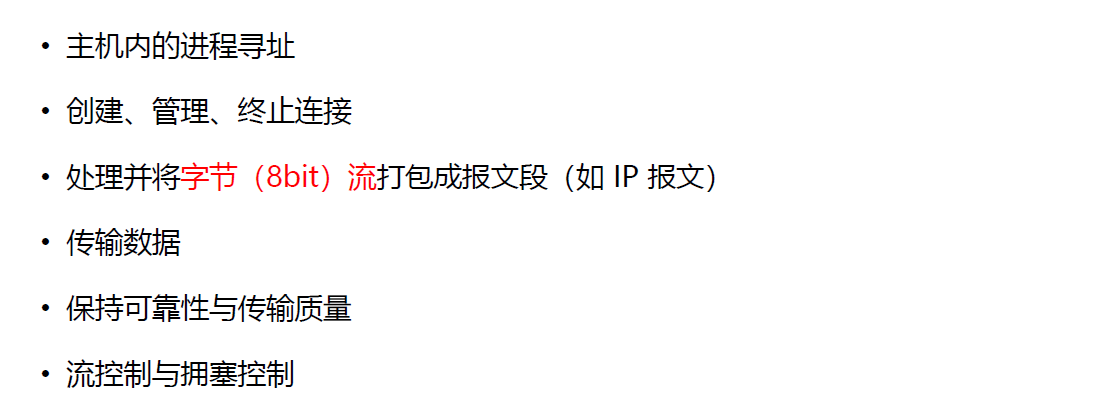 • 主机内的进程寻址
• 创建、管理、终止连接
• 处理并将字节（8bit）流打包成报文段（如 IP 报文）
• 传输数据
• 保持可靠性与传输质量
• 流控制与拥塞控制